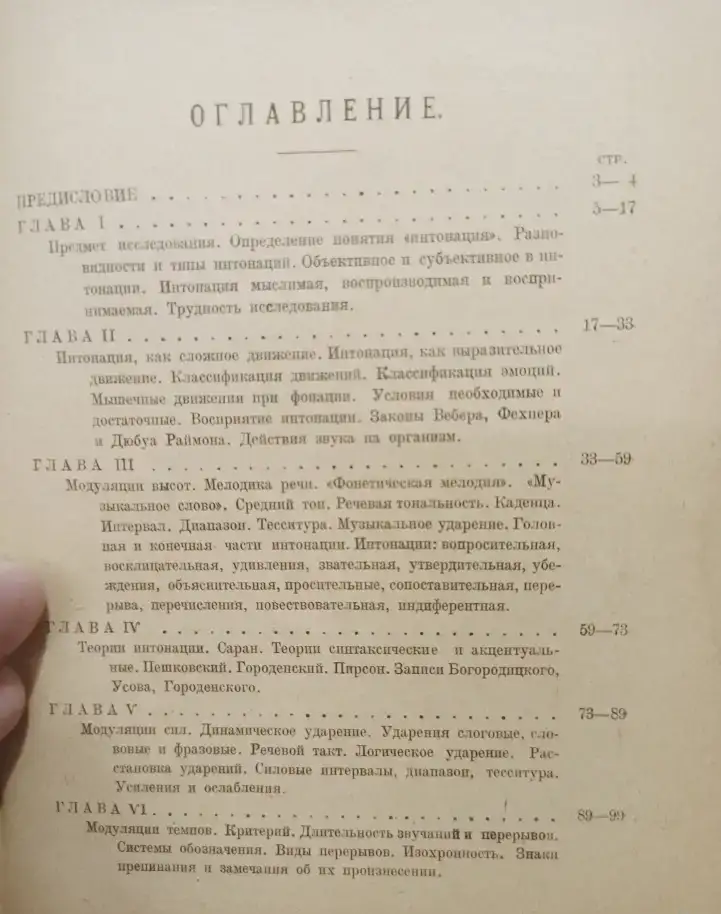 ОГЛАВЛЕНИЕ.
СТР.
ПРЕДИСЛОВИЕ . . . . . . . . . . . . . . . . . . . . 3— 4
ГЛАВА I . . . . . . . . . . . . . . . . . . . . . 5—17
Предмет исследования. Определение понятия «интонация». Разно-
видности и типы интонаций. Объективное и субъективное в ин-
тонации. Интонация мыслимая, воспроизводимая и воспри-
нимаемая. Трудность исследования.
ГЛАВА II . . . . . . . . . . . . . . . . . . . . . 17—33
Интонация, как сложное движение. Интонация, как выразительное
движение. Классификация движений. Классификация эмоций.
Мышечные движения при фонации. Условия необходимые и
достаточные. Восприятие интонации. Законы Вебера, Фехнера
и Дюбуа Раймона. Действия звука на организм.
ГЛАВА III . . . . . . . . . . . . . . . . . . . . . 33—59
Модуляции высот. Мелодика речи. «Фонетическая мелодия». «Му-
зыкальное слово». Средний тон. Речевая тональность. Каденца.
Интервал. Диапазон. Тесситура. Музыкальное ударение. Голов-
ная и конечная части интонации. Интонации: вопросительная,
восклицательная, удивления, звательная, утвердительная, убе-
ждения, объяснительная, просительные, сопоставительная, пере-
рыва, перечисления, повествовательная, индиферентная.
ГЛАВА IV . . . . . . . . . . . . . . . . . . . . . 59—73
Теории интонации. Саран. Теории синтаксические и акцентуаль-
ные. Пешковский. Городенский. Пирсон. Записи Богородицкого,
Усова, Городенского.
ГЛАВА V . . . . . . . . . . . . . . . . . . . . . 73—89
Модуляции сил. Динамическое ударение. Ударения слоговые, сло-
вовые и фразовые. Речевой такт. Логическое ударение. Рас-
становка ударений. Силовые интервалы, диапазон, тесситура.
Усиления и ослабления.
ГЛАВА VI . . . . . . . . . . . . . . . . . . . . . 89—99
Модуляции темпов. Критерий. Длительность звучаний и перерывов.
Системы обозначения. Виды перерывов. Изохронность. Знаки
препинания и замечания об их произнесении.